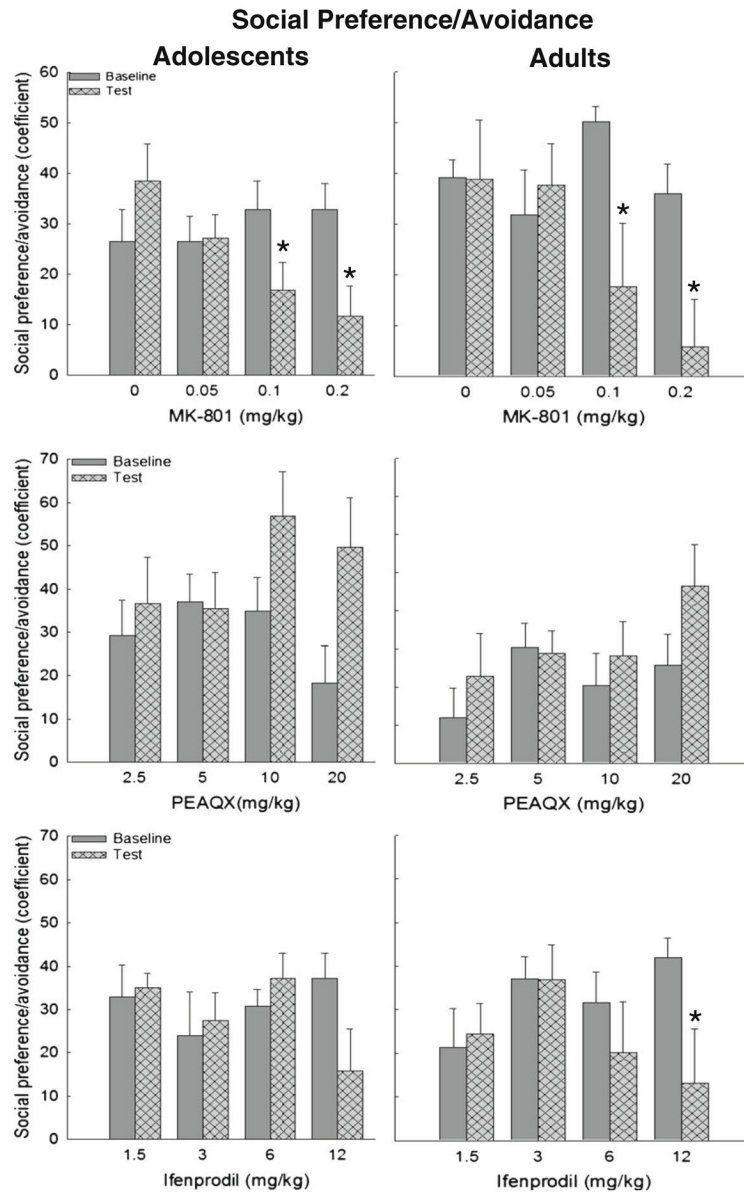 Social Preference/Avoidance
Adolescents
Adults
Social preference/avoidance (coefficient)
60
50
40
30
20
10
0
Baseline
Test
*
*
0 0.05 0.1 0.2
MK-801 (mg/kg)
*
*
0 0.05 0.1 0.2
MK-801 (mg/kg)
Social preference/avoidance (coefficient)
70
60
50
40
30
20
10
0
Baseline
Test
2.5 5 10 20
PEAQX(mg/kg)
2.5 5 10 20
PEAQX (mg/kg)
Social preference/avoidance (coefficient)
70
60
50
40
30
20
10
0
Baseline
Test
1.5 3 6 12
Ifenprodil (mg/kg)
*
1.5 3 6 12
Ifenprodil (mg/kg)